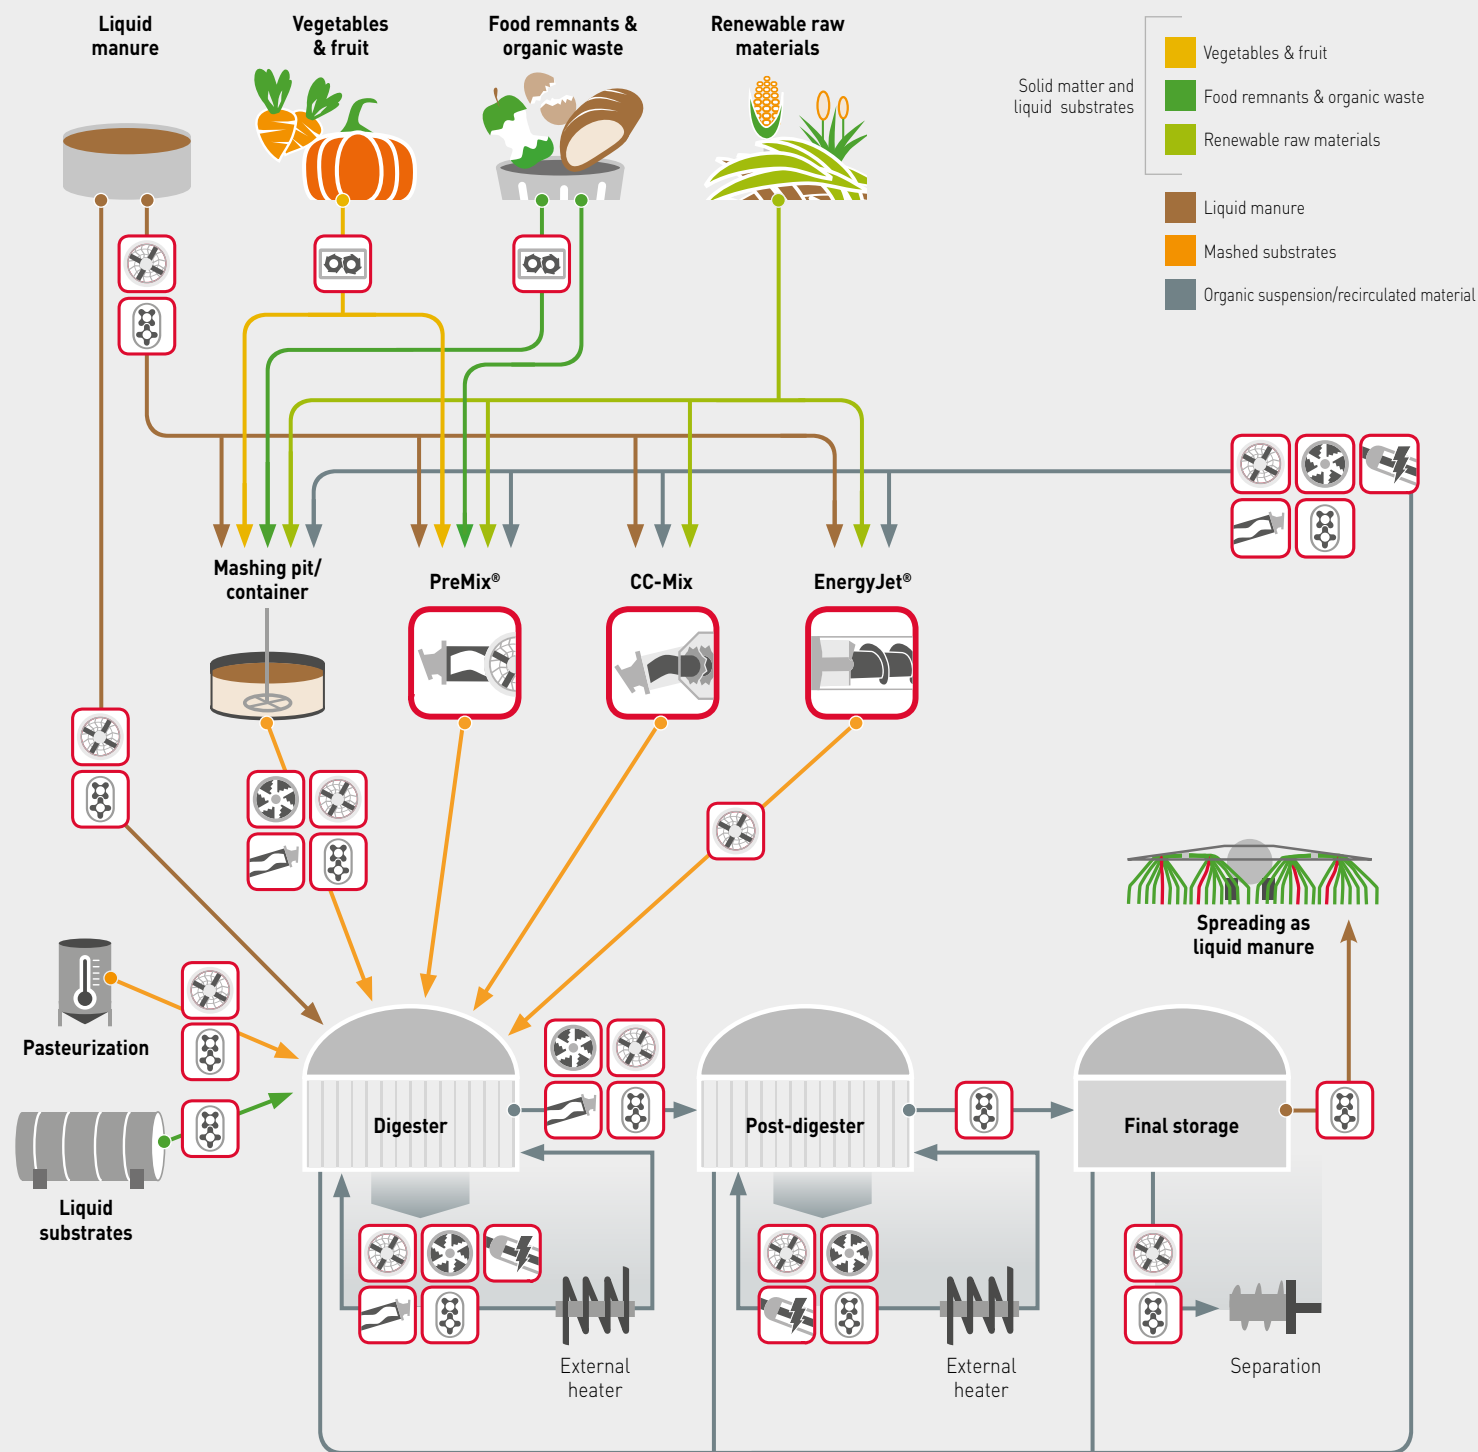 Liquid
manure
Vegetables
& fruit
Food remnants &
organic waste
Renewable raw
materials
Solid matter and
liquid substrates
Vegetables & fruit
Food remnants & organic waste
Renewable raw materials
Liquid manure
Mashed substrates
Organic suspension/recirculated material
Mashing pit/
container
PreMix®
CC-Mix
EnergyJet®
Spreading as
liquid manure
Pasteurization
Liquid
substrates
Digester
Post-digester
Final storage
External
heater
External
heater
Separation